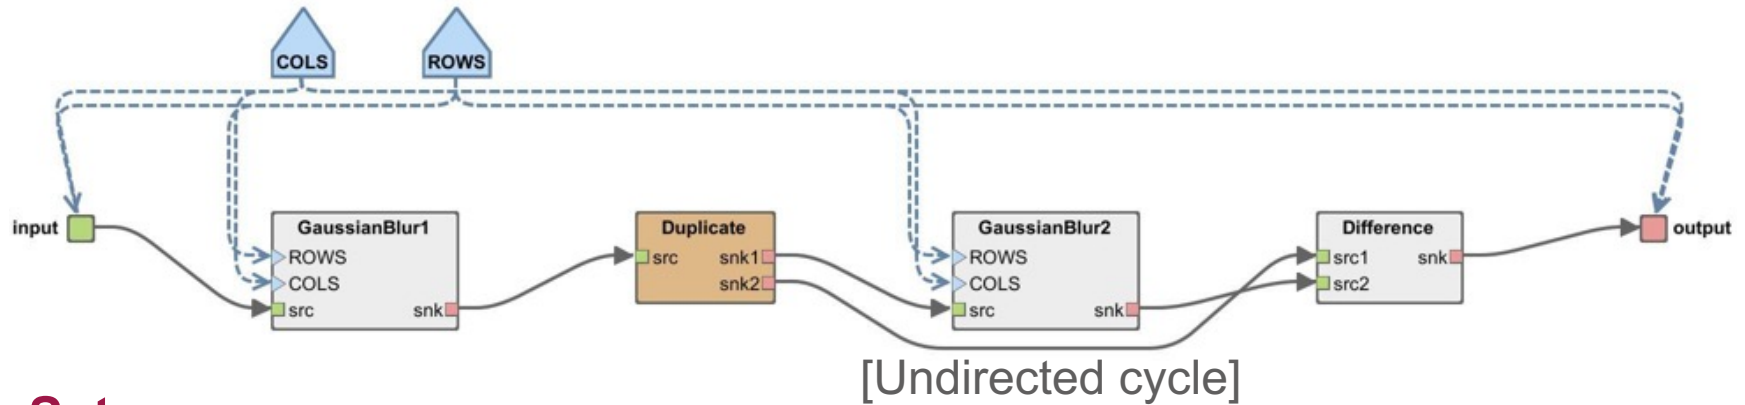 COLS
ROWS
input
GaussianBlur1
ROWS
COLS
src
snk
Duplicate
src
snk1
snk2
GaussianBlur2
ROWS
COLS
src
snk
Difference
src1
snk
src2
output
[Undirected cycle]